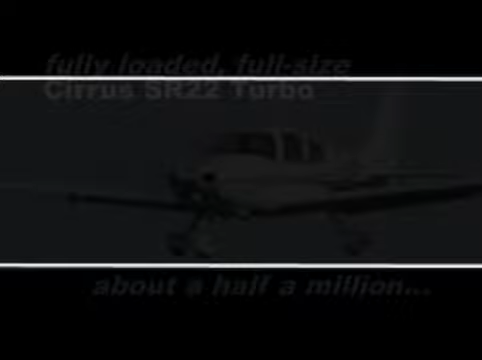 fully loaded, full-size
Cirrus SR22 Turbo
about a half a million...